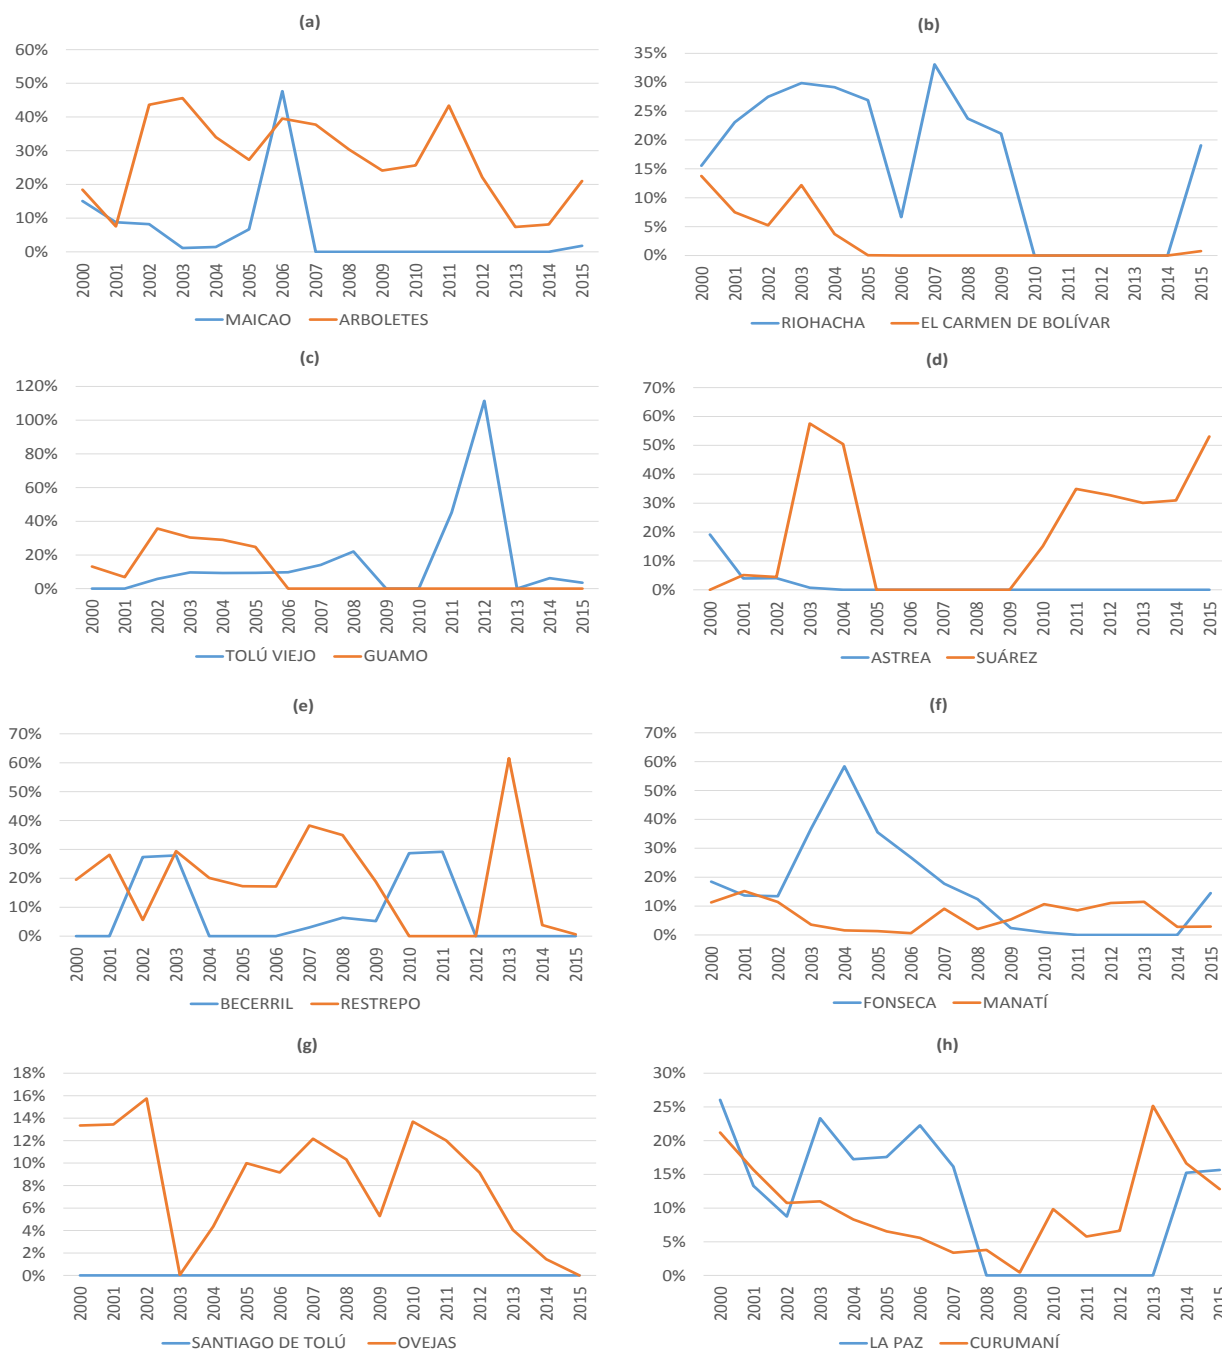 (a)
60%
50%
40%
30%
20%
10%
0%
2000 2001 2002 2003 2004 2005 2006 2007 2008 2009 2010 2011 2012 2013 2014 2015
MAICAO ARBOLETES
(b)
35%
30%
25%
20%
15%
10%
5%
0%
2000 2001 2002 2003 2004 2005 2006 2007 2008 2009 2010 2011 2012 2013 2014 2015
RIOHACHA EL CARMEN DE BOLÍVAR
(c)
120%
100%
80%
60%
40%
20%
0%
2000 2001 2002 2003 2004 2005 2006 2007 2008 2009 2010 2011 2012 2013 2014 2015
TOLÚ VIEJO GUAMO
(d)
70%
60%
50%
40%
30%
20%
10%
0%
2000 2001 2002 2003 2004 2005 2006 2007 2008 2009 2010 2011 2012 2013 2014 2015
ASTREA SUÁREZ
(e)
70%
60%
50%
40%
30%
20%
10%
0%
2000 2001 2002 2003 2004 2005 2006 2007 2008 2009 2010 2011 2012 2013 2014 2015
BECERRIL RESTREPO
(f)
70%
60%
50%
40%
30%
20%
10%
0%
2000 2001 2002 2003 2004 2005 2006 2007 2008 2009 2010 2011 2012 2013 2014 2015
FONSECA MANATÍ
(g)
18%
16%
14%
12%
10%
8%
6%
4%
2%
0%
2000 2001 2002 2003 2004 2005 2006 2007 2008 2009 2010 2011 2012 2013 2014 2015
SANTIAGO DE TOLÚ OVEJAS
(h)
30%
25%
20%
15%
10%
5%
0%
2000 2001 2002 2003 2004 2005 2006 2007 2008 2009 2010 2011 2012 2013 2014 2015
LA PAZ CURUMANÍ